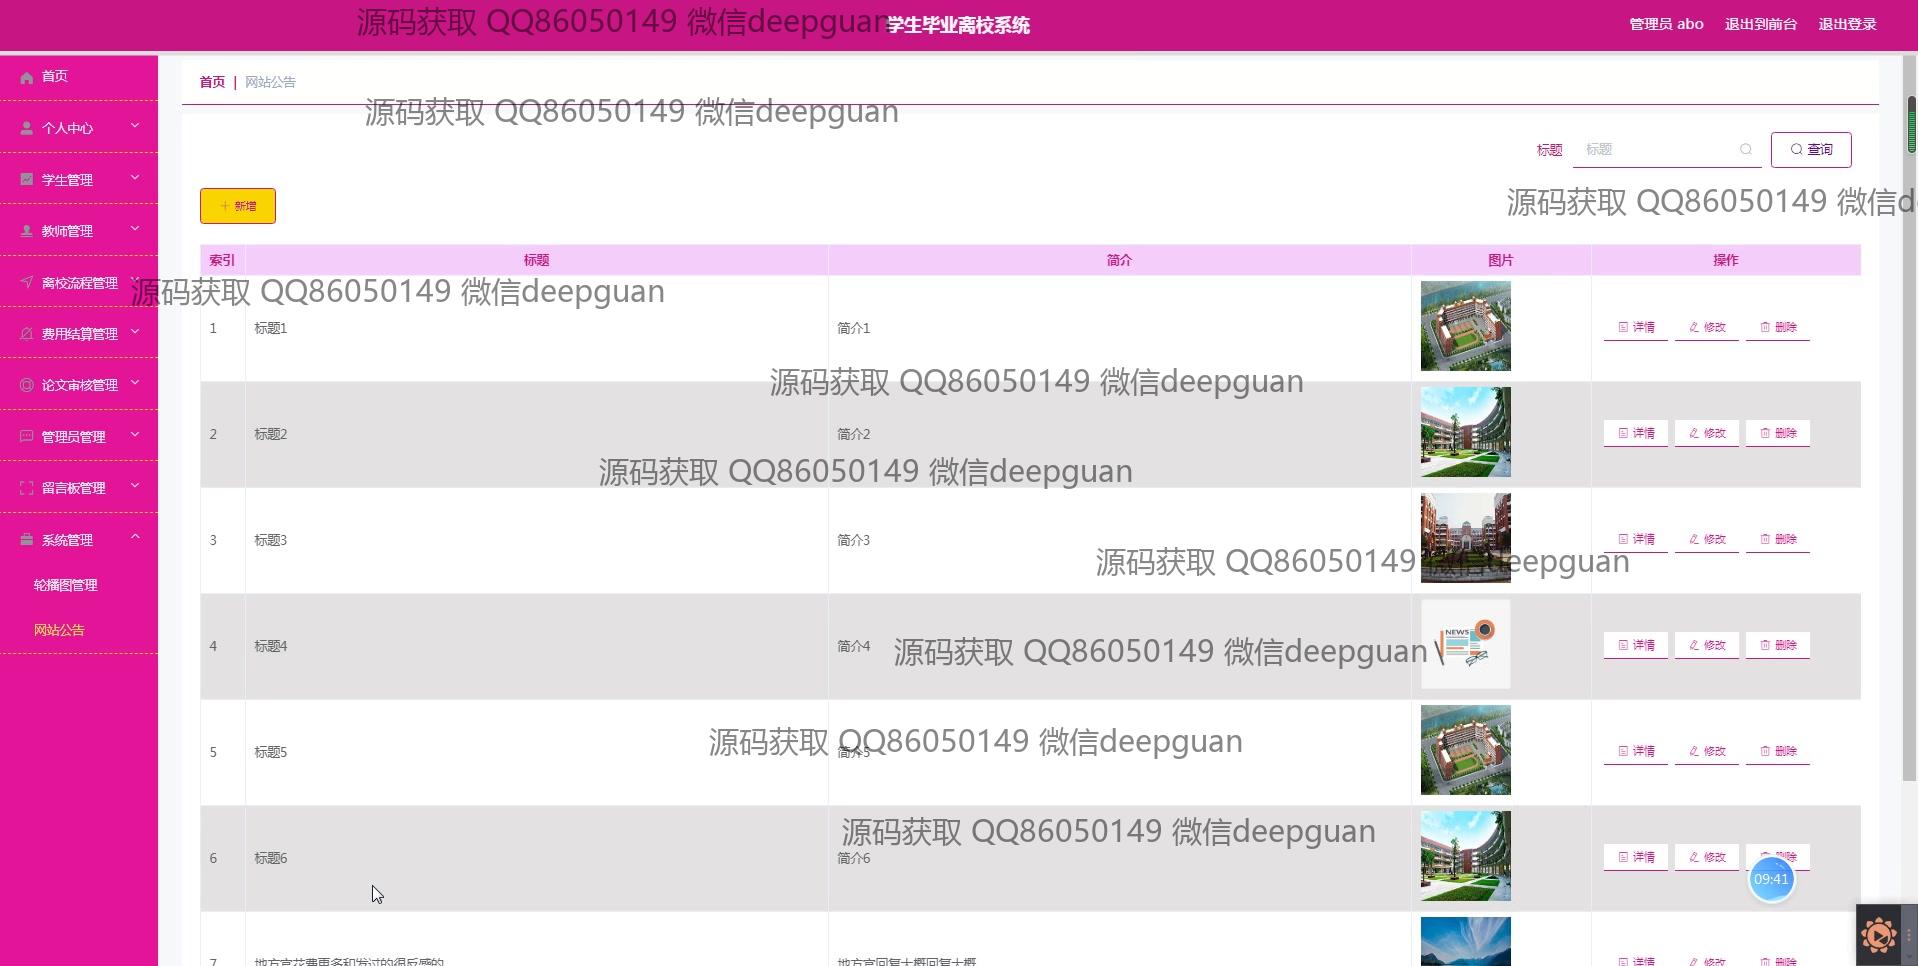 源码获取 QQ86050149 微信deepguan
学生毕业离校系统
管理员 abo 退出到前台 退出登录
首页
个人中心
学生管理
教师管理
离校流程管理
费用结算管理
论文审核管理
管理员管理
留言板管理
系统管理
轮播图管理
网站公告
首页 | 网站公告
源码获取 QQ86050149 微信deepguan
标题 标题 查询
源码获取 QQ86050149 微信d
新增
索引 标题 简介 图片 操作
源码获取 QQ86050149 微信deepguan
1 标题1 简介1 详情 修改 删除
源码获取 QQ86050149 微信deepguan
2 标题2 简介2 详情 修改 删除
源码获取 QQ86050149 微信deepguan
3 标题3 简介3 详情 修改 删除
源码获取 QQ86050149 微信deepguan
4 标题4 简介4 NEWS 详情 修改 删除
源码获取 QQ86050149 微信deepguan
5 标题5 简介5 详情 修改 删除
源码获取 QQ86050149 微信deepguan
源码获取 QQ86050149 微信deepguan
6 标题6 简介6 详情 修改 删除
09:41
7 详情 修改 删除